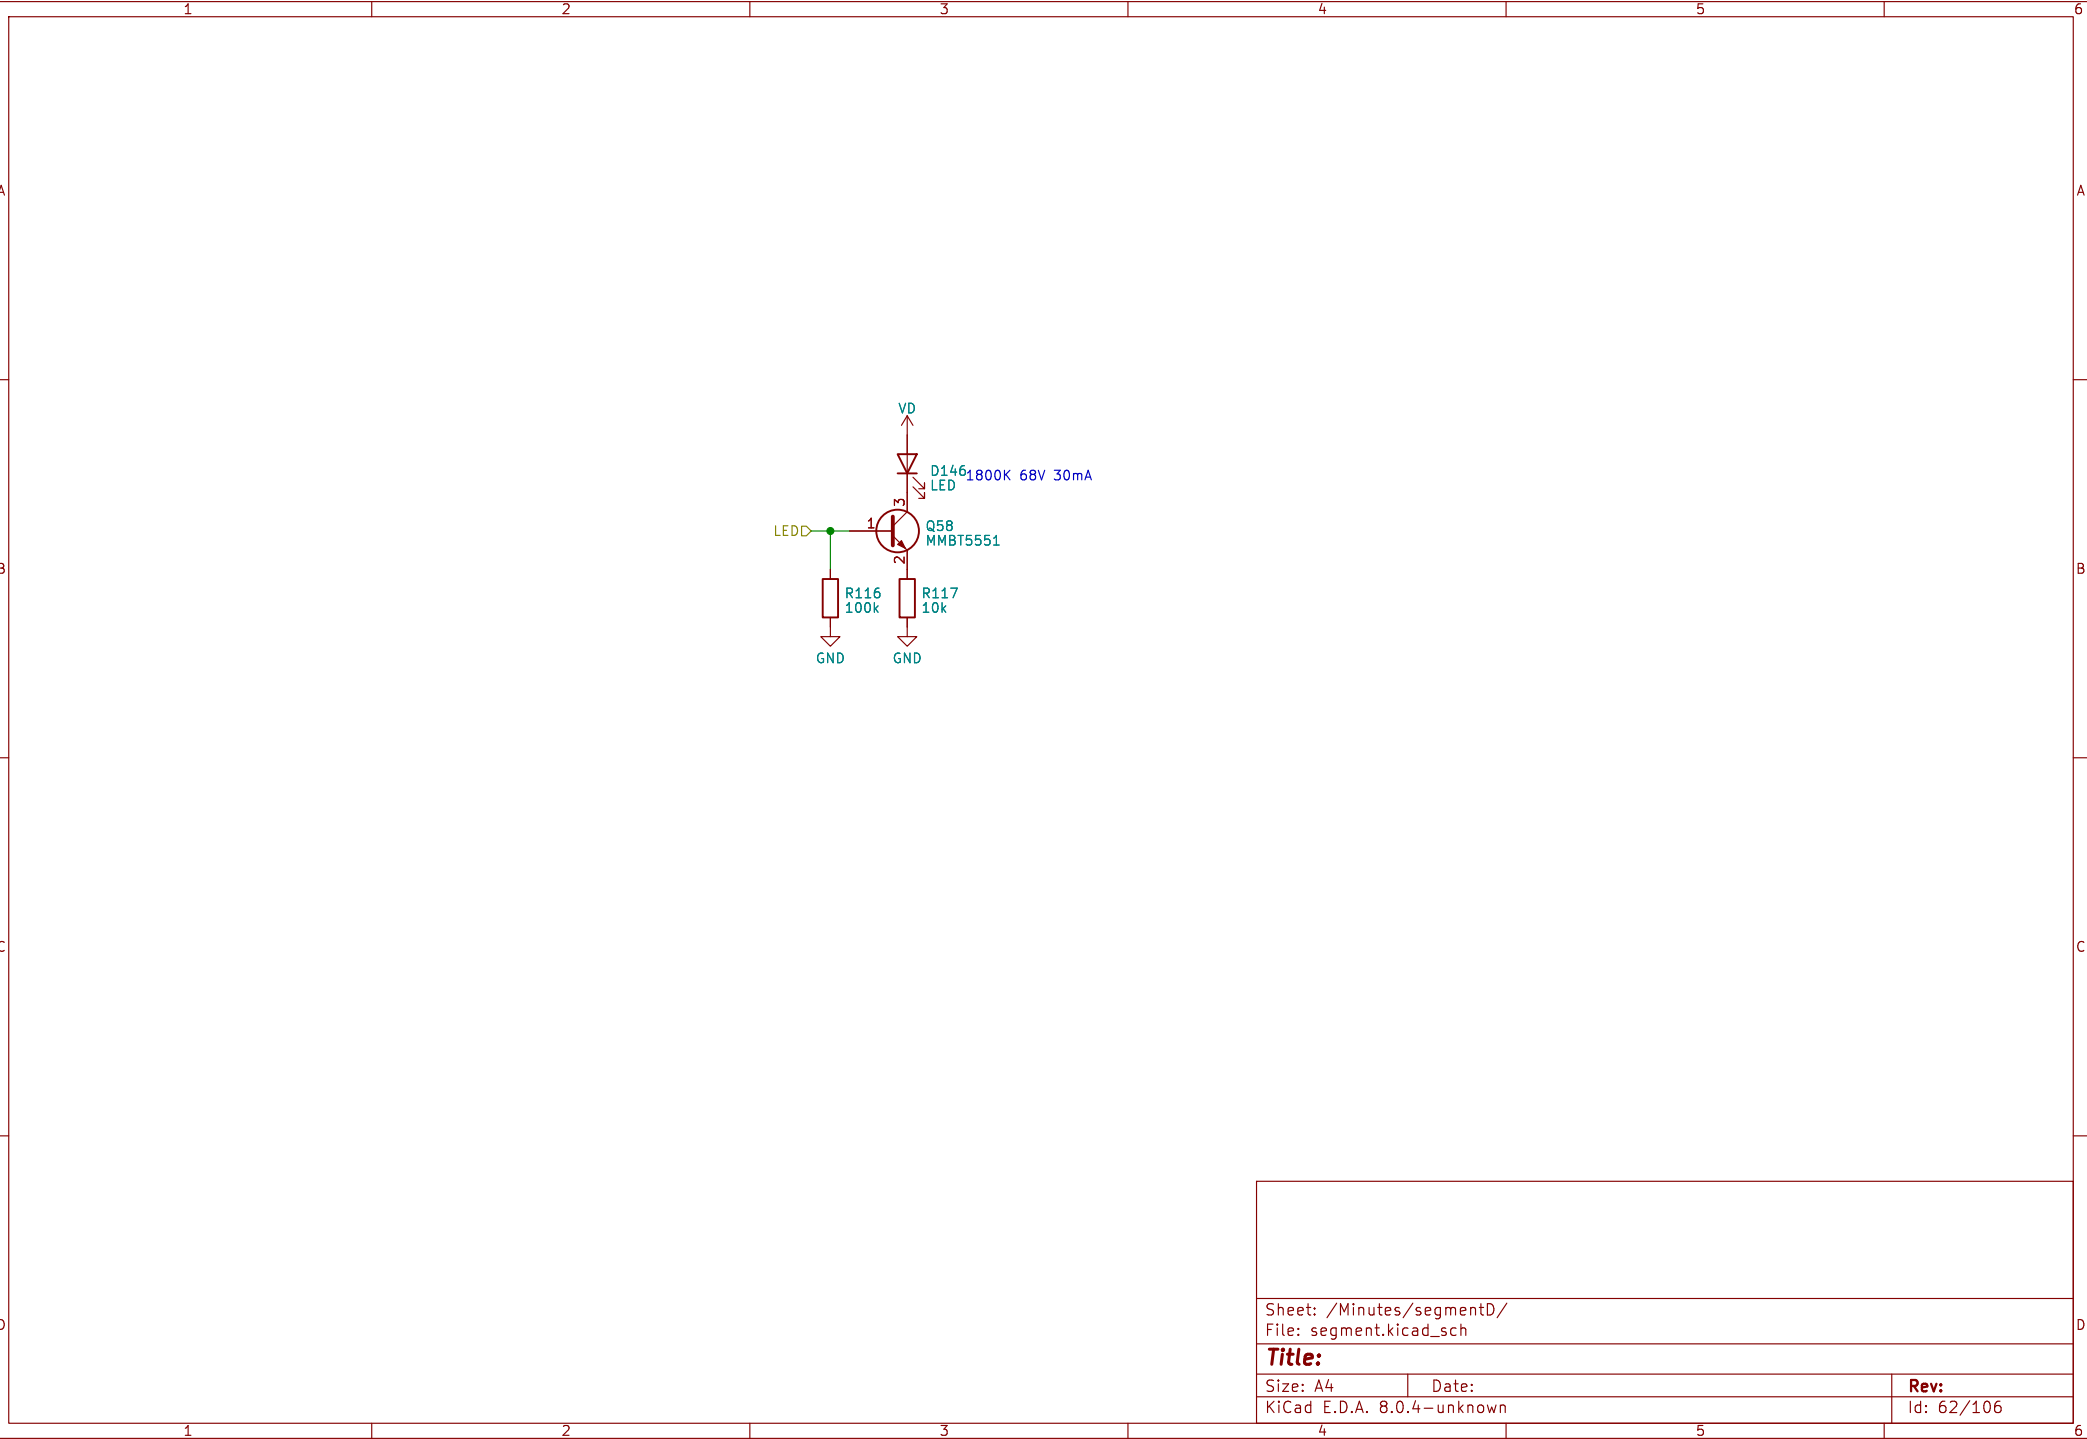 1 2 3 4 5 6
A A
VD
D146
LED
1800K 68V 30mA
3
LED
1
Q58
MMBT5551
2
B B
R116
100k
R117
10k
GND GND
C C
Sheet: /Minutes/segmentD/
File: segment.kicad_sch
D D
Title:
Size: A4 Date: Rev:
KiCad E.D.A. 8.0.4-unknown Id: 62/106
1 2 3 4 5 6